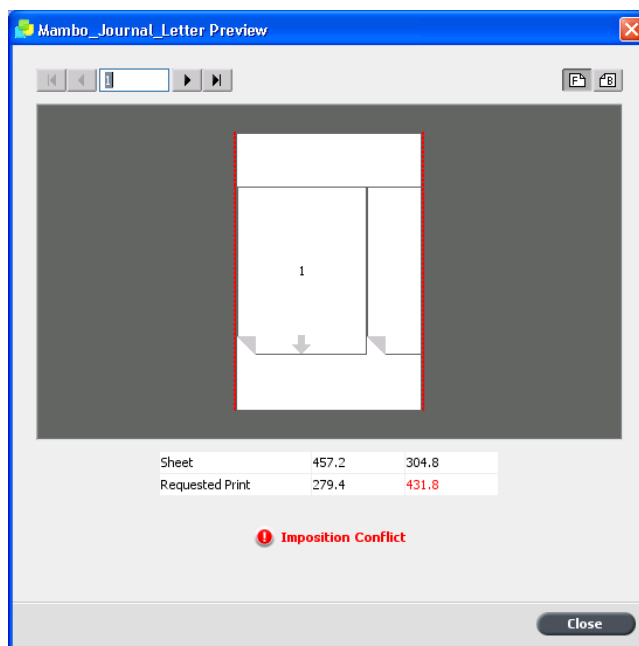 Mambo_Journal_Letter Preview
1
F
B
1
Sheet 457.2 304.8
Requested Print 279.4 431.8
! Imposition Conflict
Close